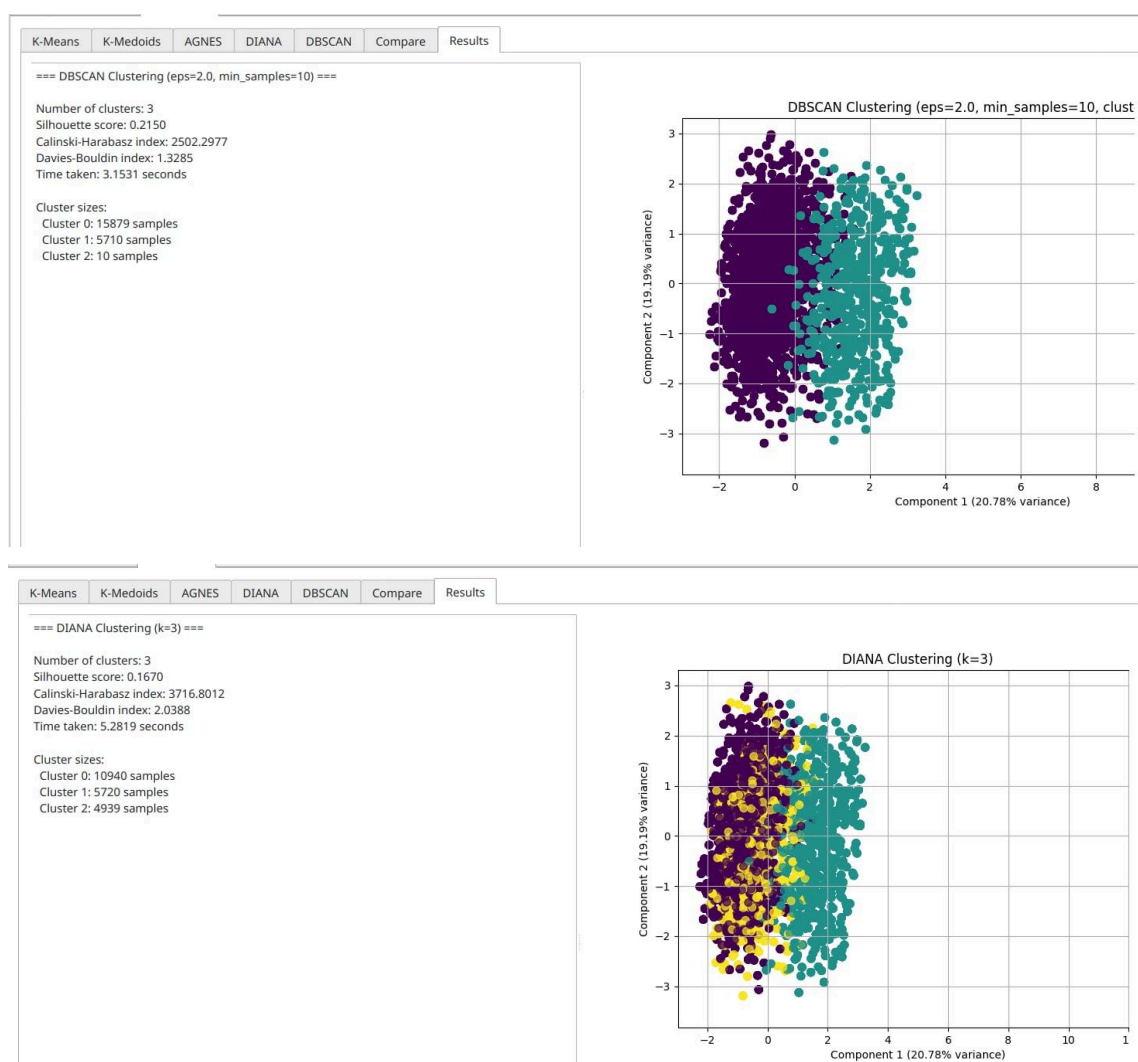 K-Means K-Medoids AGNES DIANA DBSCAN Compare Results
=== DBSCAN Clustering (eps=2.0, min_samples=10) ===
Number of clusters: 3
Silhouette score: 0.2150
Calinski-Harabasz index: 2502.2977
Davies-Bouldin index: 1.3285
Time taken: 3.1531 seconds
Cluster sizes:
Cluster 0: 15879 samples
Cluster 1: 5710 samples
Cluster 2: 10 samples
DBSCAN Clustering (eps=2.0, min_samples=10, clust
3
2
1
0
−1
−2
−3
Component 2 (19.19% variance)
−2 0 2 4 6 8
Component 1 (20.78% variance)
K-Means K-Medoids AGNES DIANA DBSCAN Compare Results
=== DIANA Clustering (k=3) ===
Number of clusters: 3
Silhouette score: 0.1670
Calinski-Harabasz index: 3716.8012
Davies-Bouldin index: 2.0388
Time taken: 5.2819 seconds
Cluster sizes:
Cluster 0: 10940 samples
Cluster 1: 5720 samples
Cluster 2: 4939 samples
DIANA Clustering (k=3)
3
2
1
0
−1
−2
−3
Component 2 (19.19% variance)
−2 0 2 4 6 8 10 1
Component 1 (20.78% variance)